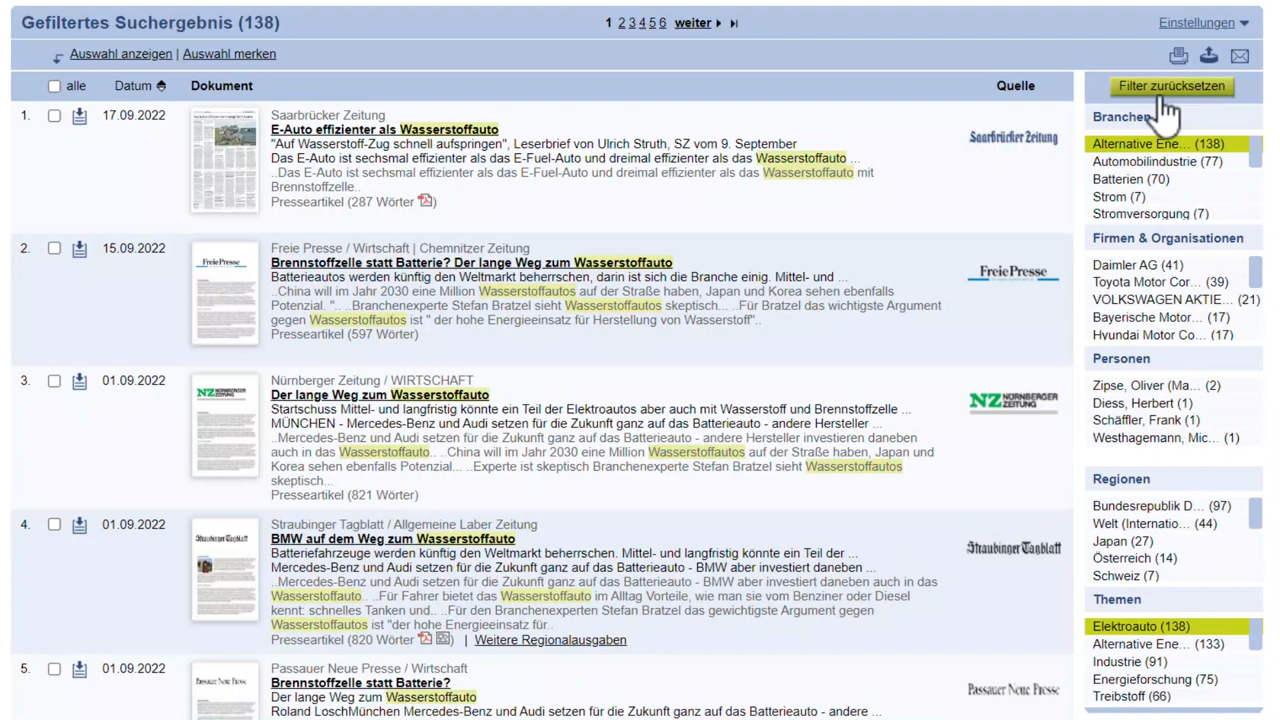 Gefiltertes Suchergebnis (138)
1 2 3 4 5 6 weiter
Einstellungen
Auswahl anzeigen | Auswahl merken
alle Datum Dokument Quelle
Filter zurücksetzen
1. 17.09.2022
Saarbrücker Zeitung
E-Auto effizienter als Wasserstoffauto
"Auf Wasserstoff-Zug schnell aufspringen", Leserbrief von Ulrich Struth, SZ vom 9. September
Das E-Auto ist sechsmal effizienter als das E-Fuel-Auto und dreimal effizienter als das Wasserstoffauto ...
..Das E-Auto ist sechsmal effizienter als das E-Fuel-Auto und dreimal effizienter als das Wasserstoffauto mit
Brennstoffzelle..
Presseartikel (287 Wörter )
Saarbrücker Zeitung
2. 15.09.2022
Freie Presse
Freie Presse / Wirtschaft | Chemnitzer Zeitung
Brennstoffzelle statt Batterie? Der lange Weg zum Wasserstoffauto
Batterieautos werden künftig den Weltmarkt beherrschen, darin ist sich die Branche einig. Mittel- und ...
..China will im Jahr 2030 eine Million Wasserstoffautos auf der Straße haben, Japan und Korea sehen ebenfalls
Potenzial. ".. ..Branchenexperte Stefan Bratzel sieht Wasserstoffautos skeptisch... ..Für Bratzel das wichtigste Argument
gegen Wasserstoffautos ist " der hohe Energieeinsatz für Herstellung von Wasserstoff"..
Presseartikel (597 Wörter)
Freie Presse
3. 01.09.2022
NZ NÜRNBERGER ZEITUNG
Nürnberger Zeitung / WIRTSCHAFT
Der lange Weg zum Wasserstoffauto
Startschuss Mittel- und langfristig könnte ein Teil der Elektroautos aber auch mit Wasserstoff und Brennstoffzelle ...
MÜNCHEN - Mercedes-Benz und Audi setzen für die Zukunft ganz auf das Batterieauto - andere Hersteller ...
..Mercedes-Benz und Audi setzen für die Zukunft ganz auf das Batterieauto - andere Hersteller investieren daneben
auch in das Wasserstoffauto.. ..China will im Jahr 2030 eine Million Wasserstoffautos auf der Straße haben, Japan und
Korea sehen ebenfalls Potenzial... ..Experte ist skeptisch Branchenexperte Stefan Bratzel sieht Wasserstoffautos
skeptisch...
Presseartikel (821 Wörter)
NZ NÜRNBERGER ZEITUNG
4. 01.09.2022
Straubinger Tagblatt
Straubinger Tagblatt / Allgemeine Laber Zeitung
BMW auf dem Weg zum Wasserstoffauto
Batteriefahrzeuge werden künftig den Weltmarkt beherrschen. Mittel- und langfristig könnte ein Teil der ...
Mercedes-Benz und Audi setzen für die Zukunft ganz auf das Batterieauto - BMW aber investiert daneben ...
..Mercedes-Benz und Audi setzen für die Zukunft ganz auf das Batterieauto - BMW aber investiert daneben auch in das
Wasserstoffauto.. ..Für Fahrer bietet das Wasserstoffauto im Alltag Vorteile, wie man sie vom Benziner oder Diesel
kennt: schnelles Tanken und.. ..Für den Branchenexperten Stefan Bratzel das gewichtigste Argument gegen
Wasserstoffautos ist "der hohe Energieeinsatz für..
Presseartikel (820 Wörter ) | Weitere Regionalausgaben
Straubinger Tagblatt
5. 01.09.2022
Passauer Neue Presse
Passauer Neue Presse / Wirtschaft
Brennstoffzelle statt Batterie?
Der lange Weg zum Wasserstoffauto
Roland LoschMünchen Mercedes-Benz und Audi setzen für die Zukunft ganz auf das Batterieauto - andere ...
Passauer Neue Presse
Branchen
Alternative Ene... (138)
Automobilindustrie (77)
Batterien (70)
Strom (7)
Stromversorgung (7)
Firmen & Organisationen
Daimler AG (41)
Toyota Motor Cor... (39)
VOLKSWAGEN AKTIE... (21)
Bayerische Motor... (17)
Hyundai Motor Co... (17)
Personen
Zipse, Oliver (Ma... (2)
Diess, Herbert (1)
Schäffler, Frank (1)
Westhagemann, Mic... (1)
Regionen
Bundesrepublik D... (97)
Welt (Internatio... (44)
Japan (27)
Österreich (14)
Schweiz (7)
Themen
Elektroauto (138)
Alternative Ene... (133)
Industrie (91)
Energieforschung (75)
Treibstoff (66)